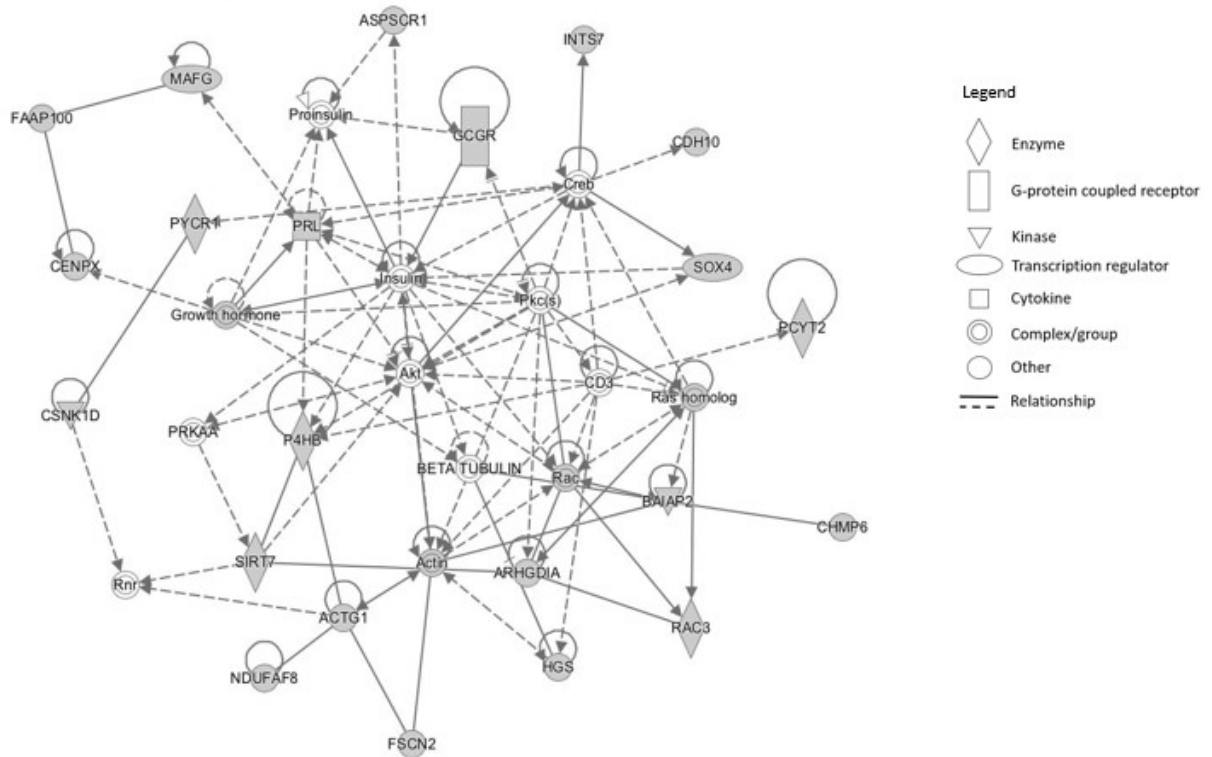 ASPSCR1
INTS7
MAFG
FAAP100
Proinsulin
GCGR
CDH10
Creb
PYCR1
PRL
CENPX
Insulin
SOX4
Pkc(s)
Growth hormone
PCYT2
Akt
CD3
Ras homolog
CSNK1D
PRKAA
P4HB
BETA TUBULIN
Rac
BAIAP2
CHMP6
SIRT7
Actin
ARHGDIA
Rnr
ACTG1
RAC3
NDUFAF8
HGS
FSCN2
Legend
Enzyme
G-protein coupled receptor
Kinase
Transcription regulator
Cytokine
Complex/group
Other
Relationship